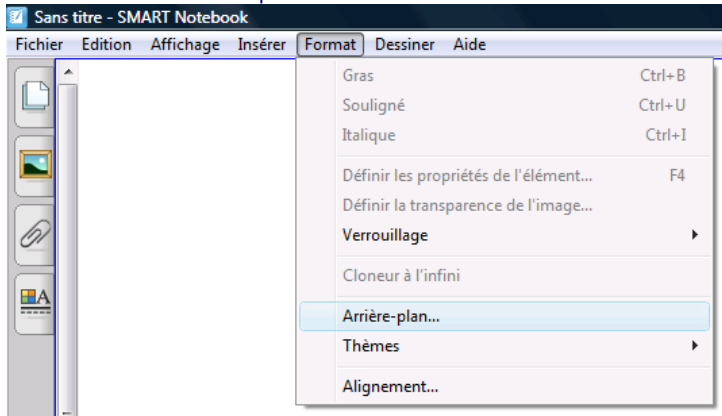 Sans titre - SMART Notebook
Fichier Edition Affichage Insérer Format Dessiner Aide
Gras Ctrl+B
Souligné Ctrl+U
Italique Ctrl+I
Définir les propriétés de l'élément... F4
Définir la transparence de l'image...
Verrouillage
Cloneur à l'infini
Arrière-plan...
Thèmes
Alignement...
A